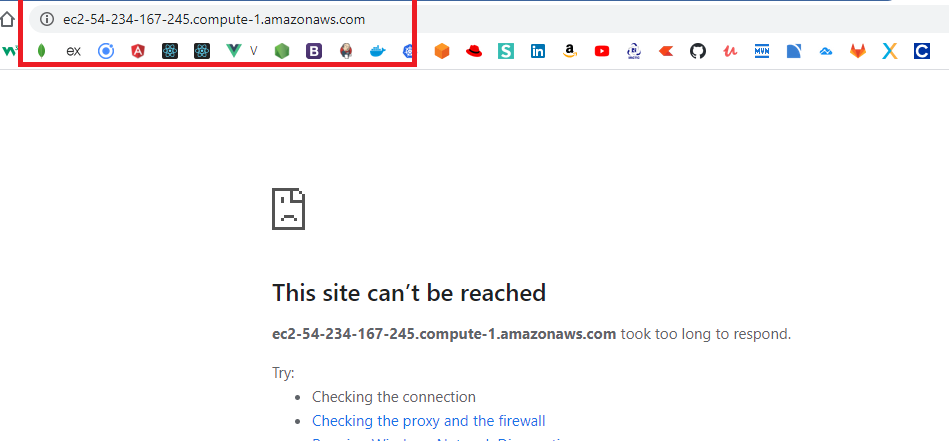 ec2-54-234-167-245.compute-1.amazonaws.com
ex V B S in MVN C
This site can’t be reached
ec2-54-234-167-245.compute-1.amazonaws.com took too long to respond.
Try:
• Checking the connection
• Checking the proxy and the firewall